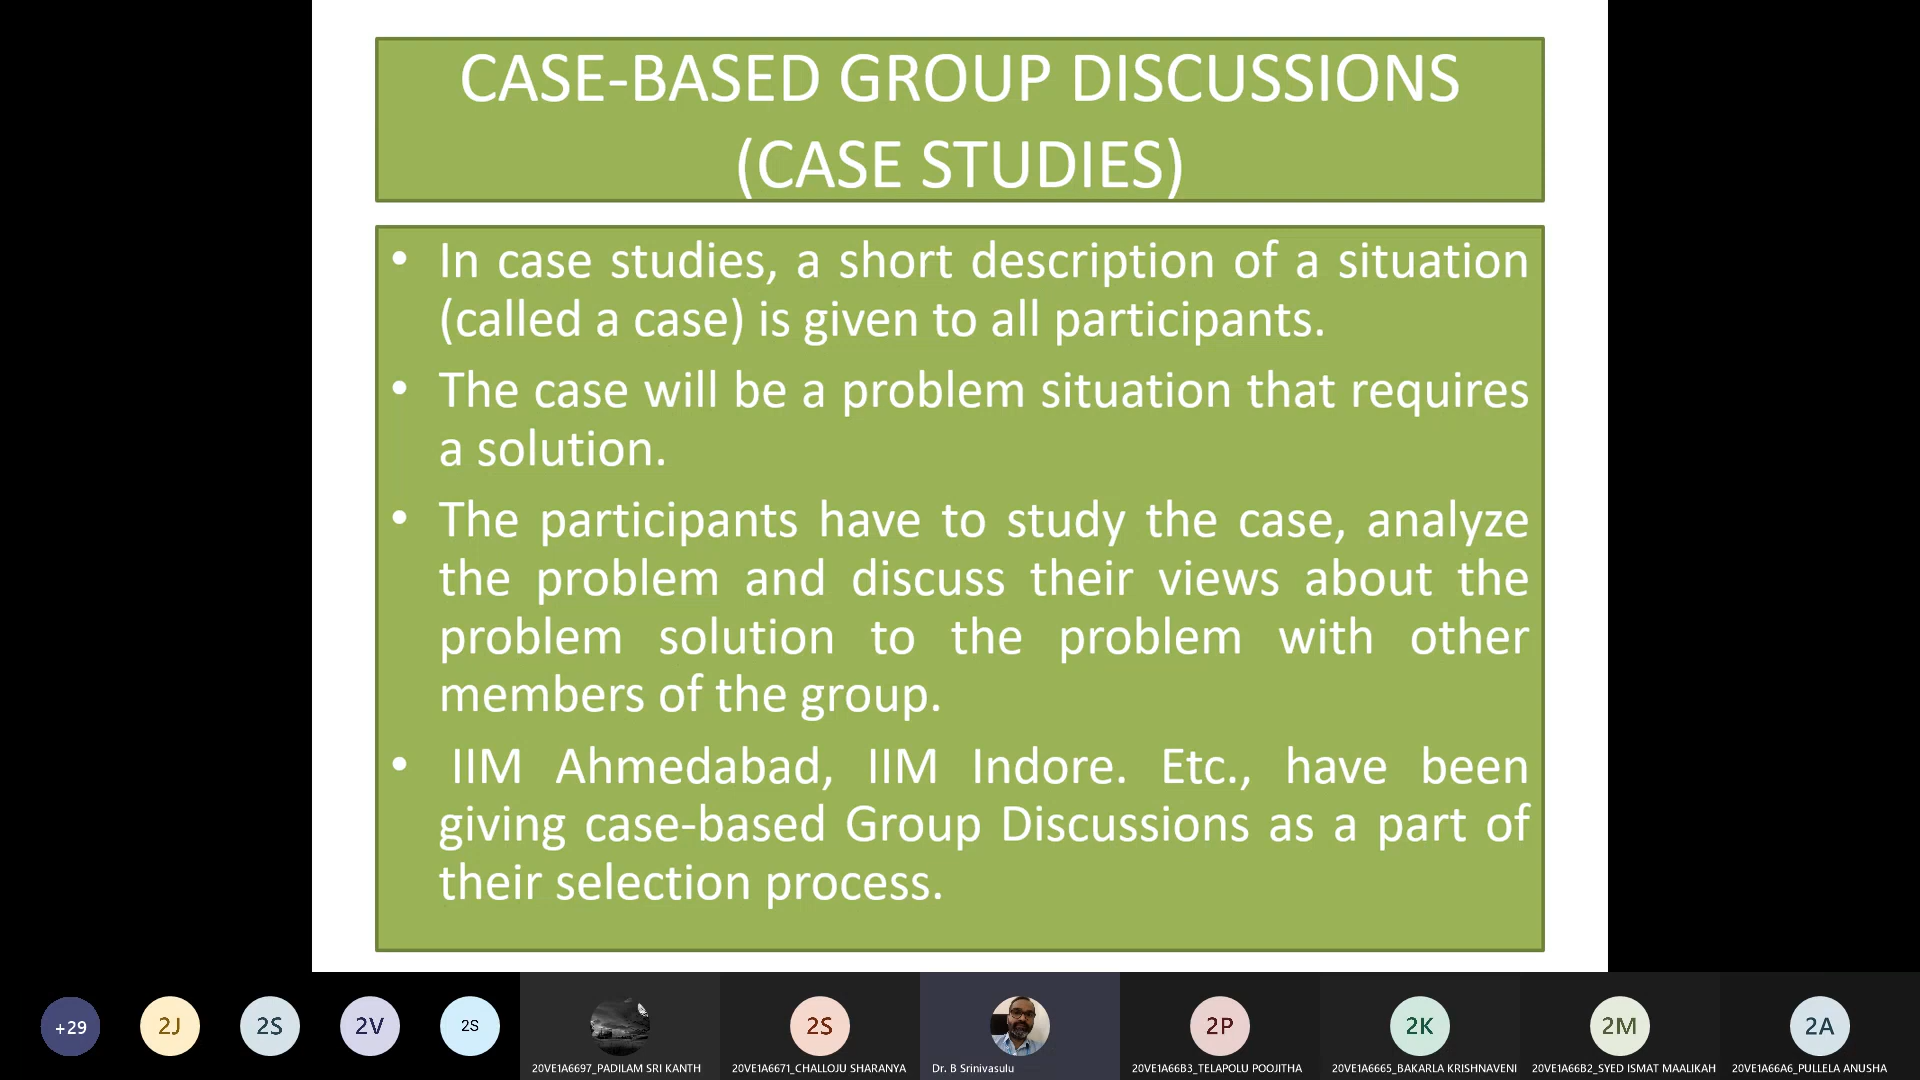 CASE-BASED GROUP DISCUSSIONS
(CASE STUDIES)
• In case studies, a short description of a situation
(called a case) is given to all participants.
• The case will be a problem situation that requires
a solution.
• The participants have to study the case, analyze
the problem and discuss their views about the
problem solution to the problem with other
members of the group.
• IIM Ahmedabad, IIM Indore. Etc., have been
giving case-based Group Discussions as a part of
their selection process.
+29
2J
2S
2V
2S
2S
2P
2K
2M
2A
20VE1A6697_PADILAM SRI KANTH
20VE1A6671_CHALLOJU SHARANYA
Dr. B Srinivasulu
20VE1A66B3_TELAPOLU POOJITHA
20VE1A6665_BAKARLA KRISHNAVENI
20VE1A66B2_SYED ISMAT MAALIKAH
20VE1A66A6_PULLELA ANUSHA